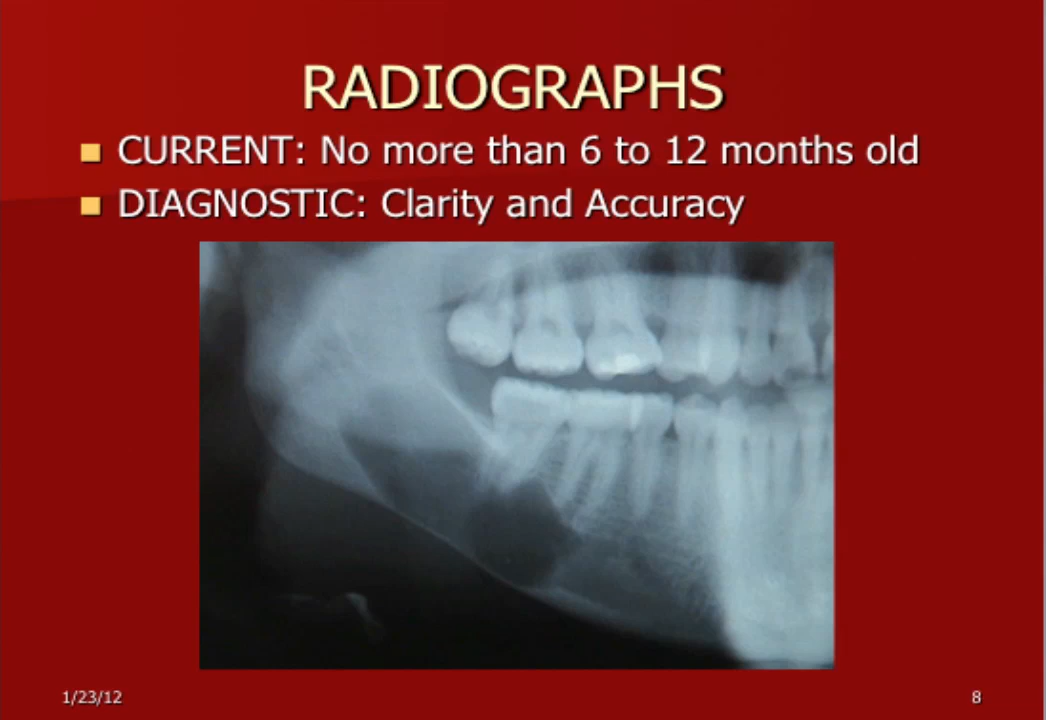 RADIOGRAPHS
CURRENT: No more than 6 to 12 months old
DIAGNOSTIC: Clarity and Accuracy
1/23/12
8